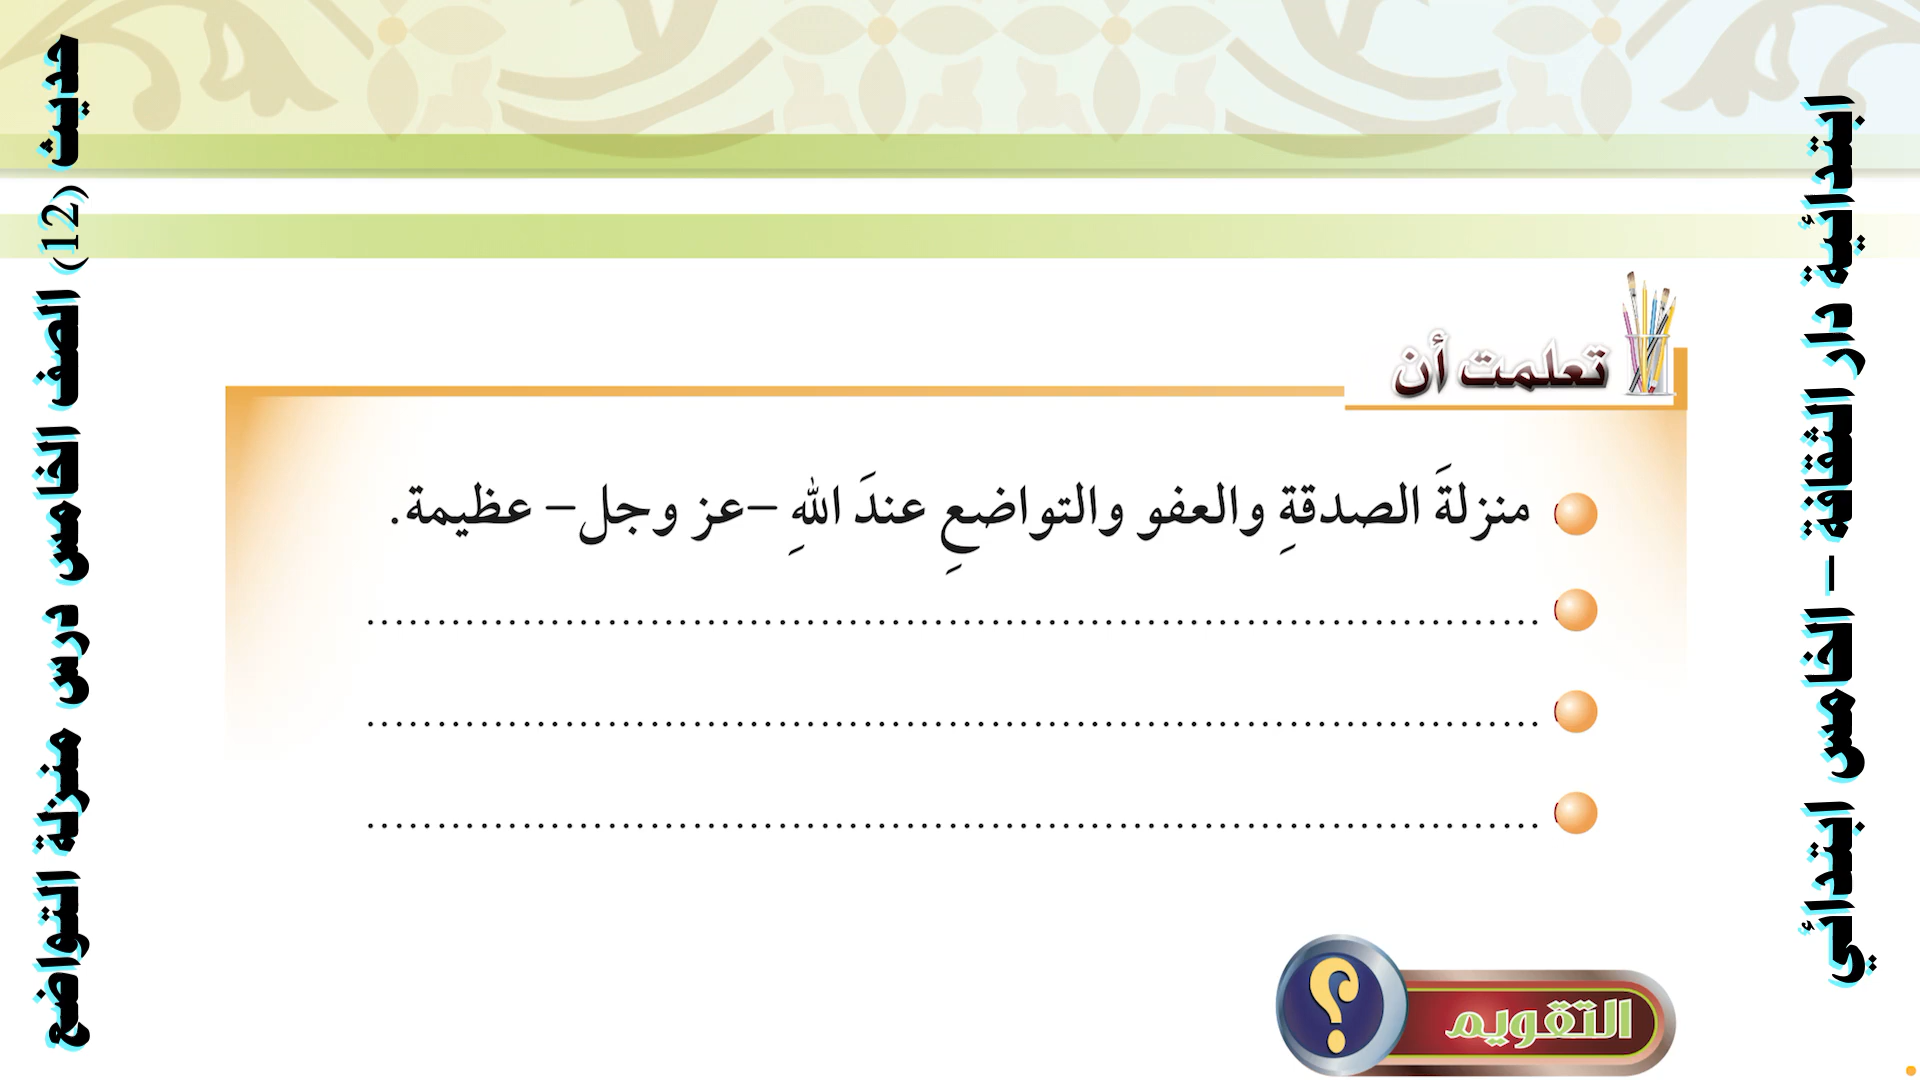 ابتدائية دار الثقافة – الخامس ابتدائي
تعلمت أن
منزلةَ الصدقةِ والعفو والتواضعِ عندَ اللهِ –عز وجل– عظيمة.
................................................................................
................................................................................
................................................................................
؟
التقويم
حديث (12) الصف الخامس درس منزلة التواضع